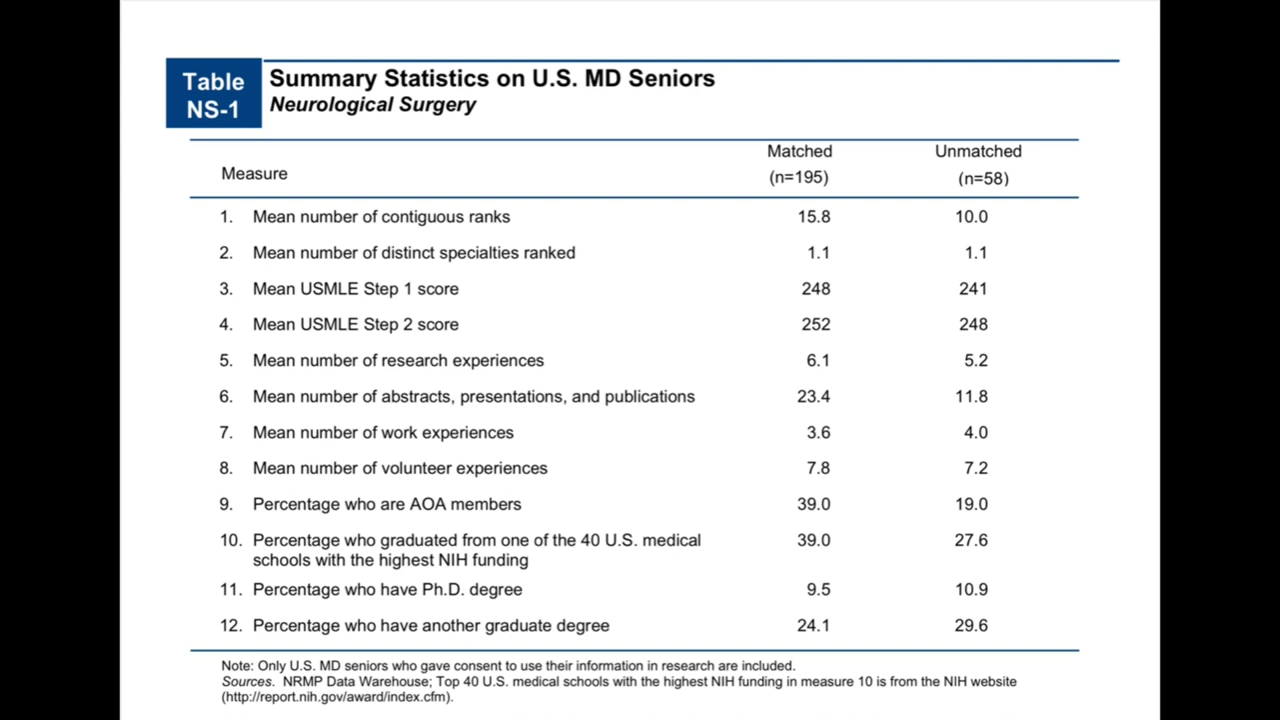 Table
NS-1
Summary Statistics on U.S. MD Seniors
Neurological Surgery
Measure
Matched
(n=195)
Unmatched
(n=58)
1. Mean number of contiguous ranks 15.8 10.0
2. Mean number of distinct specialties ranked 1.1 1.1
3. Mean USMLE Step 1 score 248 241
4. Mean USMLE Step 2 score 252 248
5. Mean number of research experiences 6.1 5.2
6. Mean number of abstracts, presentations, and publications 23.4 11.8
7. Mean number of work experiences 3.6 4.0
8. Mean number of volunteer experiences 7.8 7.2
9. Percentage who are AOA members 39.0 19.0
10. Percentage who graduated from one of the 40 U.S. medical 39.0 27.6
schools with the highest NIH funding
11. Percentage who have Ph.D. degree 9.5 10.9
12. Percentage who have another graduate degree 24.1 29.6
Note: Only U.S. MD seniors who gave consent to use their information in research are included.
Sources. NRMP Data Warehouse; Top 40 U.S. medical schools with the highest NIH funding in measure 10 is from the NIH website
(http://report.nih.gov/award/index.cfm).